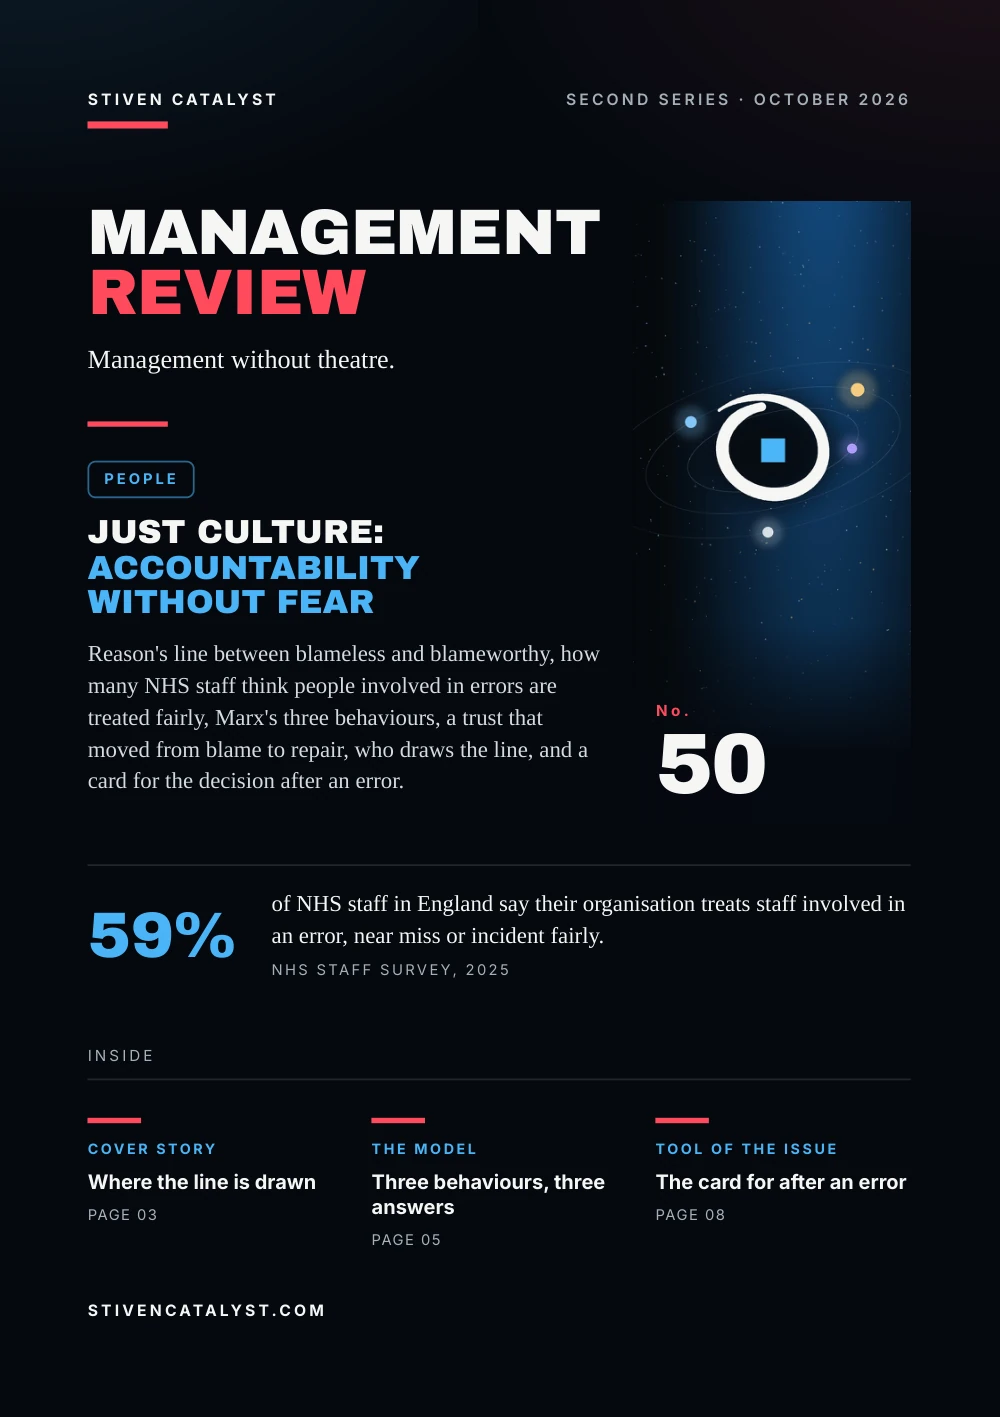 STIVEN CATALYST
SECOND SERIES · OCTOBER 2026
MANAGEMENT
REVIEW
Management without theatre.
PEOPLE
JUST CULTURE:
ACCOUNTABILITY
WITHOUT FEAR
Reason's line between blameless and blameworthy, how
many NHS staff think people involved in errors are
treated fairly, Marx's three behaviours, a trust that
moved from blame to repair, who draws the line, and a
card for the decision after an error.
No.
50
59%
of NHS staff in England say their organisation treats staff involved in
an error, near miss or incident fairly.
NHS STAFF SURVEY, 2025
INSIDE
COVER STORY
Where the line is drawn
PAGE 03
THE MODEL
Three behaviours, three
answers
PAGE 05
TOOL OF THE ISSUE
The card for after an error
PAGE 08
STIVENCATALYST.COM